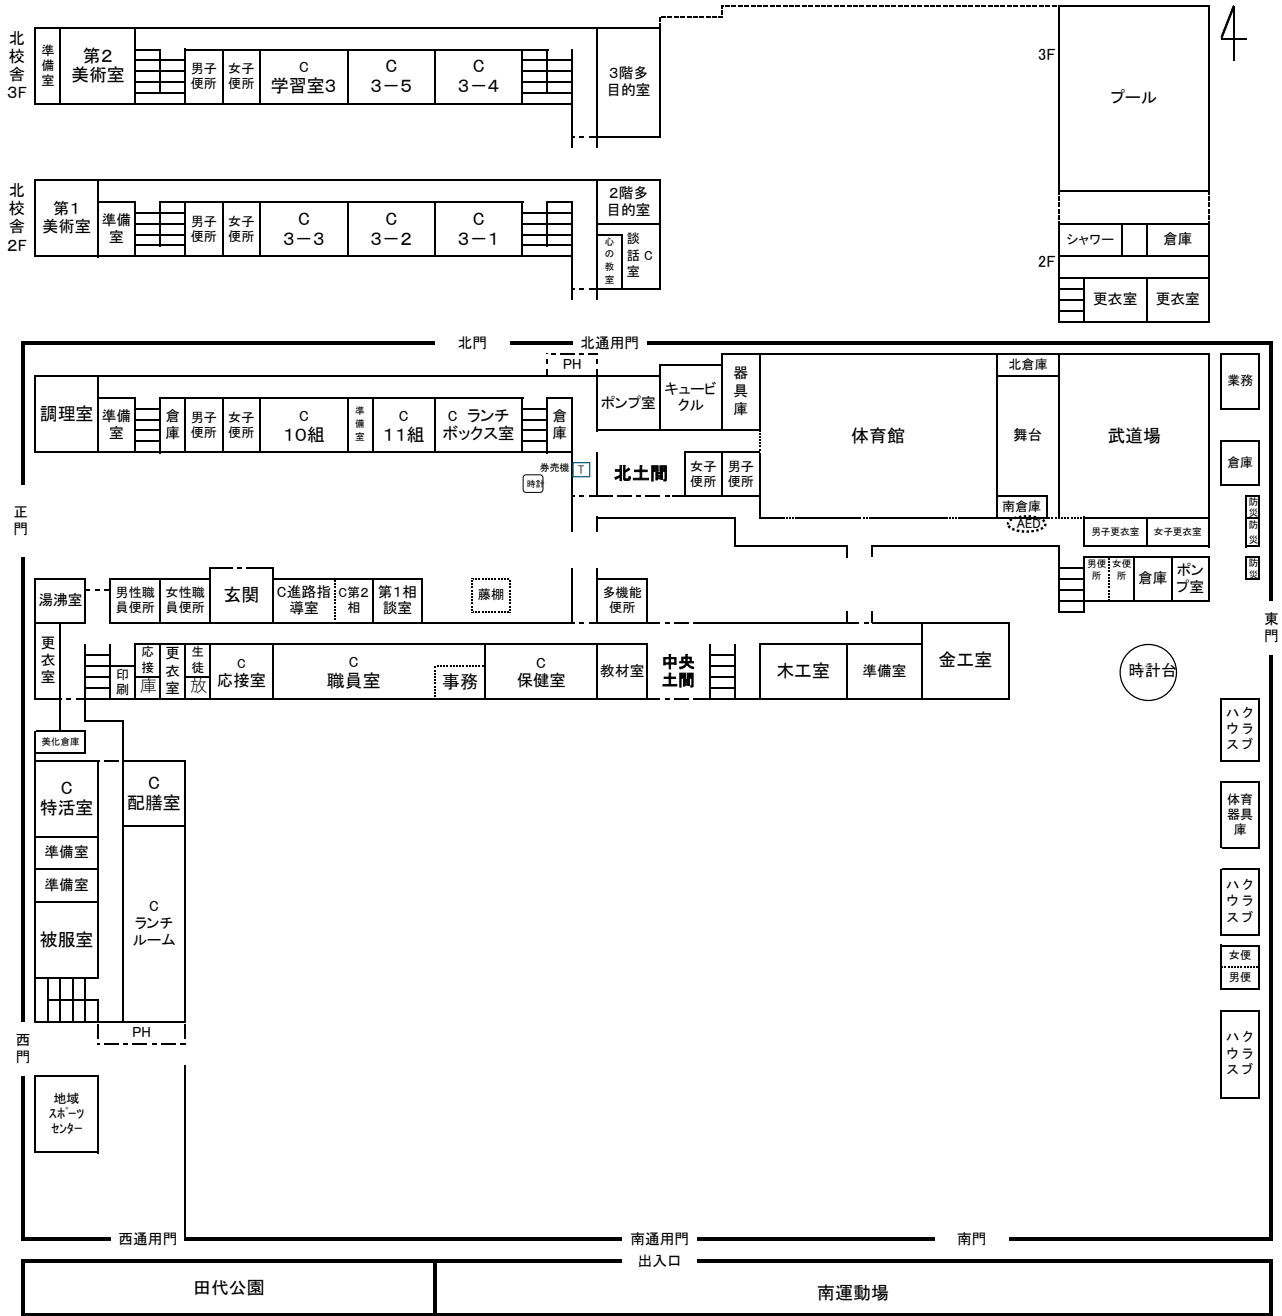 北校舎3F
準備室
第2
美術室
男子
便所
女子
便所
C
学習室3
C
3-5
C
3-4
3階多
目的室
3F
プール
4
北校舎2F
第1
美術室
準備
室
男子
便所
女子
便所
C
3-3
C
3-2
C
3-1
2階多
目的室
心の教室
談
話 C
室
2F
シャワー
倉庫
更衣室
更衣室
北門
北通用門
PH
調理室
準備
室
倉庫
男子
便所
女子
便所
C
10組
準備室
C
11組
C ランチ
ボックス室
倉庫
ポンプ室
キュービ
クル
器具庫
体育館
北倉庫
舞台
南倉庫
AED
武道場
業務
倉庫
防災
防災
防災
券売機
T
時計
北土間
女子
便所
男子
便所
男子更衣室
女子更衣室
男便
所
女便
所
倉庫
ポン
プ室
正門
湯沸室
男性職
員便所
女性職
員便所
玄関
C進路指
導室
C第2
相
第1相
談室
藤棚
多機能
便所
東門
更衣室
印刷
応接
庫
更衣室
生徒
放
C
応接室
C
職員室
事務
C
保健室
教材室
中央
土間
木工室
準備室
金工室
時計台
美化倉庫
C
特活室
C
配膳室
準備室
準備室
被服室
C
ランチ
ルーム
PH
クラブ
ハウス
体育
器具
庫
クラブ
ハウス
女便
男便
クラブ
ハウス
西門
地域
スポーツ
センター
西通用門
南通用門
南門
出入口
田代公園
南運動場